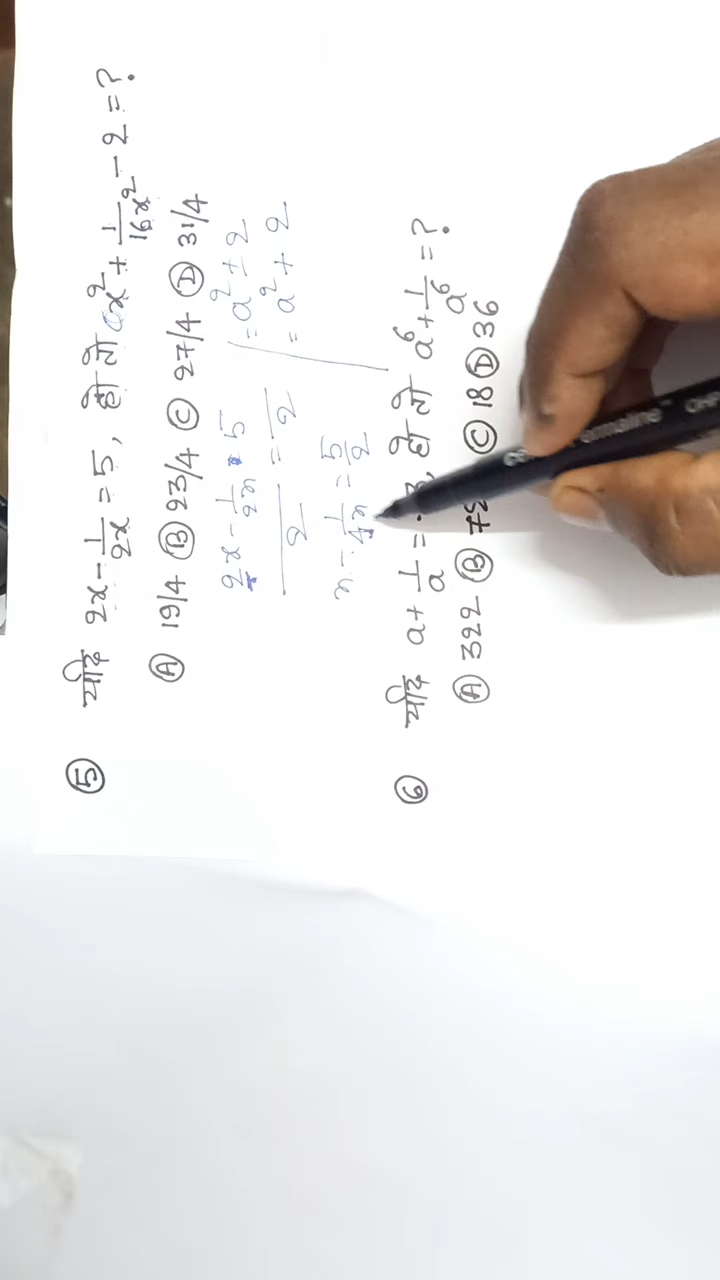 ⑤ यदि 2x - 1/2x = 5, हो तो x² + 1/16x² - 2 = ?
Ⓐ 19/4 Ⓑ 23/4 Ⓒ 27/4 Ⓓ 31/4
2x - 1/2x = 5 = a² ± 2
2 = 2 = a² + 2
x - 1/4x = 5/2
⑥ यदि a + 1/a = 3, हो तो a⁶ + 1/a⁶ = ?
Ⓐ 322 Ⓑ Ⓒ 18 Ⓓ 36